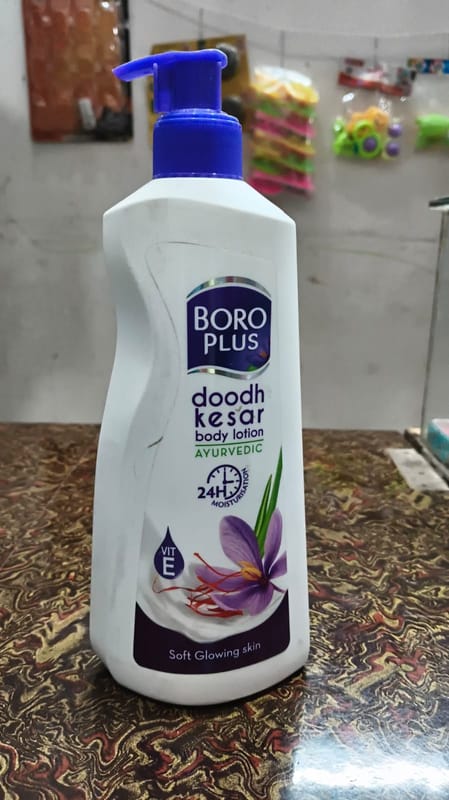 BORO
PLUS
doodh
kesar
body lotion
AYURVEDIC
24H
MOISTURISATION
VIT
E
Soft Glowing skin